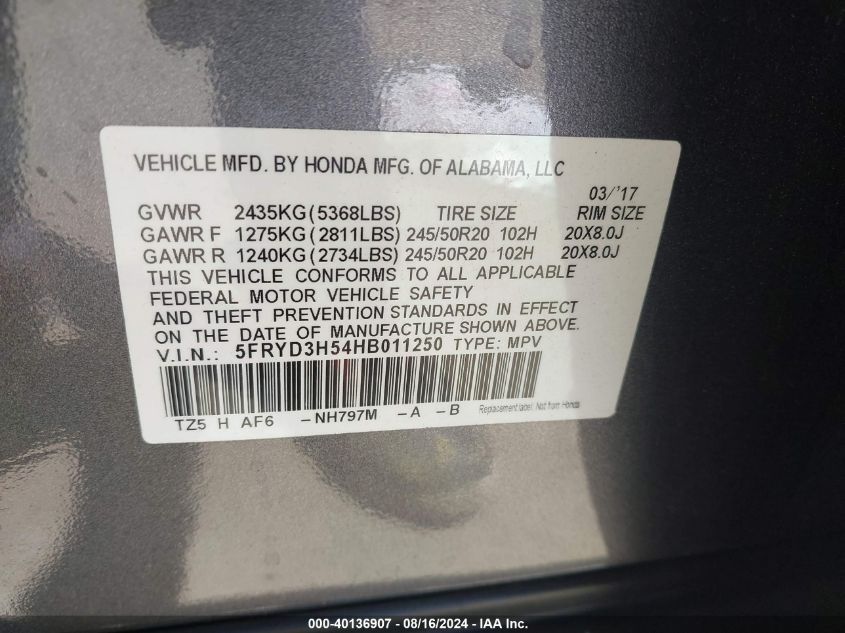 VEHICLE MFD. BY HONDA MFG. OF ALABAMA, LLC
03/'17
GVWR 2435KG(5368LBS) TIRE SIZE RIM SIZE
GAWR F 1275KG(2811LBS) 245/50R20 102H 20X8.0J
GAWR R 1240KG(2734LBS) 245/50R20 102H 20X8.0J
THIS VEHICLE CONFORMS TO ALL APPLICABLE
FEDERAL MOTOR VEHICLE SAFETY
AND THEFT PREVENTION STANDARDS IN EFFECT
ON THE DATE OF MANUFACTURE SHOWN ABOVE.
V.I.N.: 5FRYD3H54HB011250 TYPE: MPV
TZ5 H AF6 -NH797M -A -B Replacement label: Not from Honda
000-40136907 - 08/16/2024 - IAA Inc.